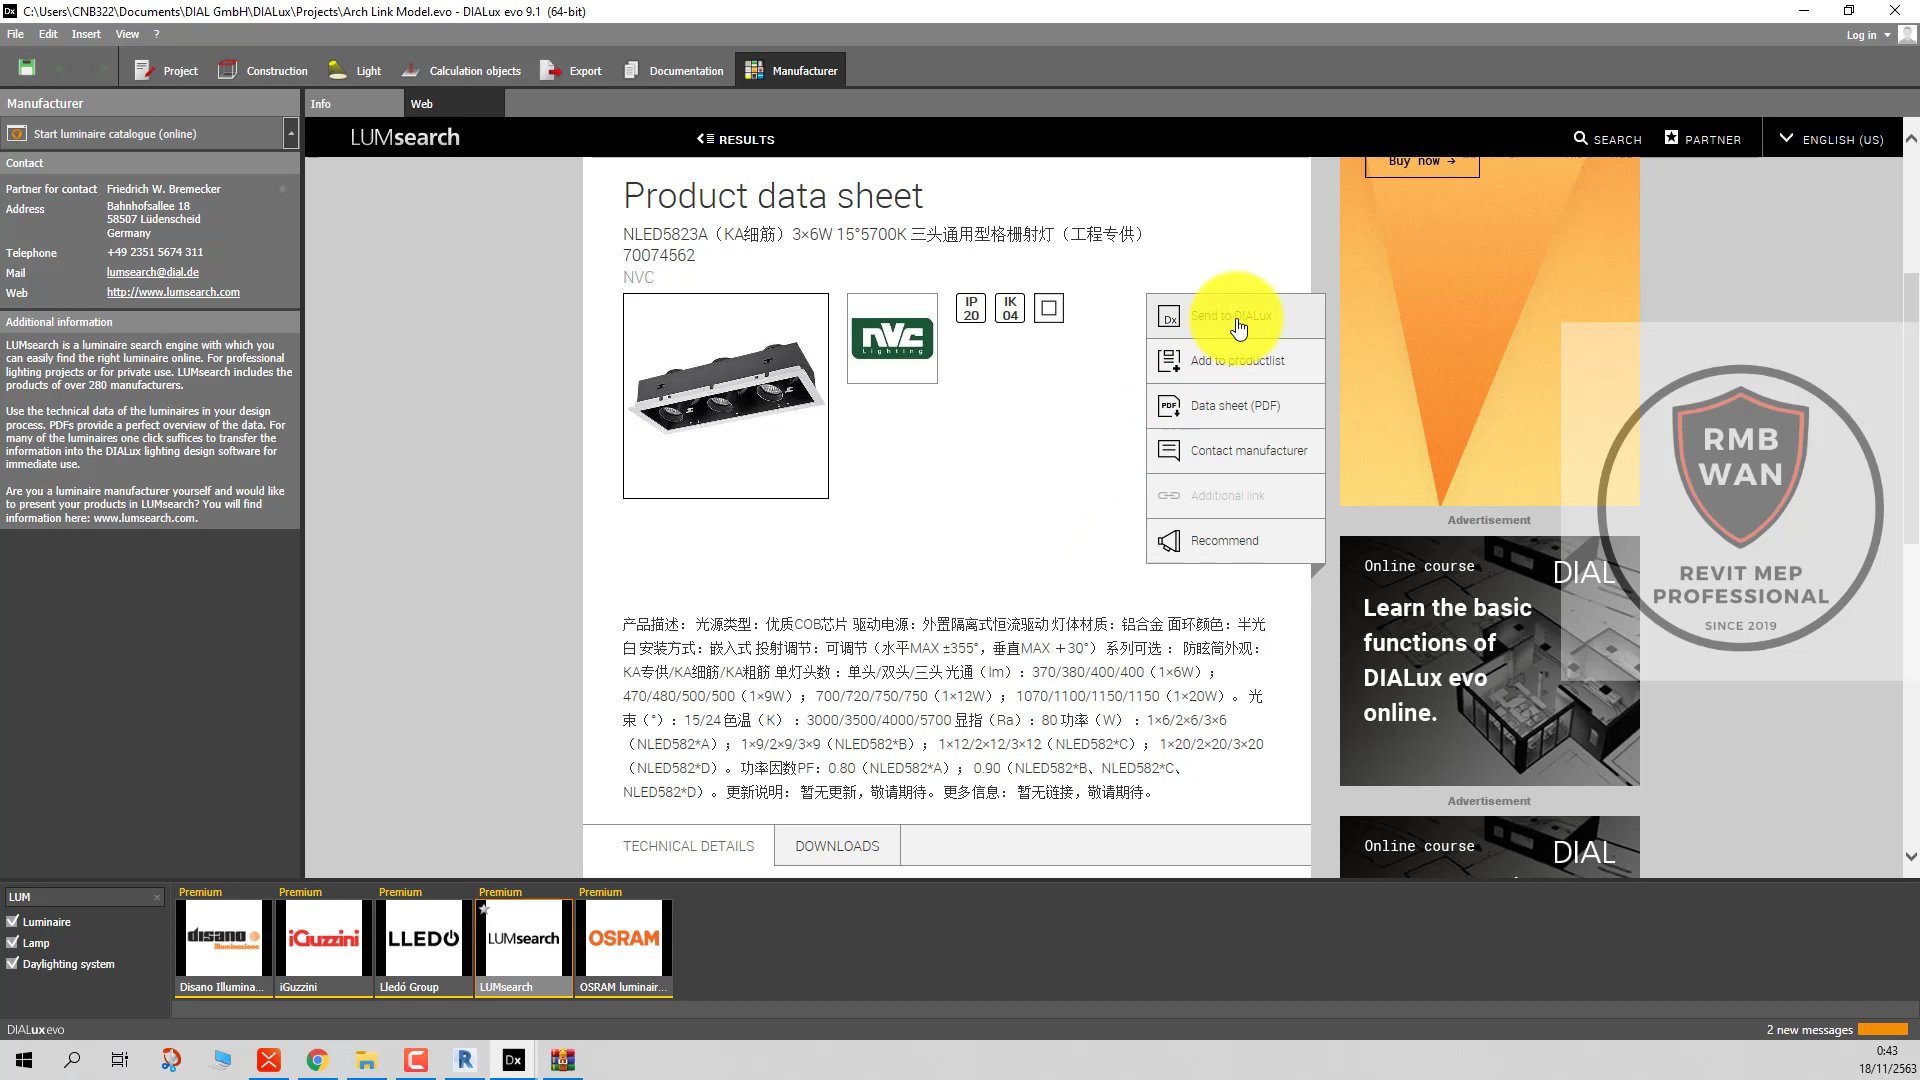 C:\Users\CNB322\Documents\DIAL GmbH\DIALux\Projects\Arch Link Model.evo - DIALux evo 9.1 (64-bit)
File Edit Insert View ?
Log in
Project Construction Light Calculation objects Export Documentation Manufacturer
Manufacturer
Info Web
Start luminaire catalogue (online)
LUMsearch
RESULTS
SEARCH PARTNER ENGLISH (US)
Contact
Partner for contact Friedrich W. Bremecker
Address Bahnhofsallee 18
58507 Lüdenscheid
Germany
Telephone +49 2351 5674 311
Mail lumsearch@dial.de
Web http://www.lumsearch.com
Additional information
LUMsearch is a luminaire search engine with which you
can easily find the right luminaire online. For professional
lighting projects or for private use. LUMsearch includes the
products of over 280 manufacturers.
Use the technical data of the luminaires in your design
process. PDFs provide a perfect overview of the data. For
many of the luminaires one click suffices to transfer the
information into the DIALux lighting design software for
immediate use.
Are you a luminaire manufacturer yourself and would like
to present your products in LUMsearch? You will find
information here: www.lumsearch.com.
Product data sheet
NLED5823A（KA细筋）3×6W 15°5700K 三头通用型格栅射灯（工程专供）
70074562
NVC
nvc
Lighting
IP
20
IK
04
Dx Send to DIALux
Add to productlist
PDF Data sheet (PDF)
Contact manufacturer
Additional link
Recommend
产品描述： 光源类型：优质COB芯片 驱动电源：外置隔离式恒流驱动 灯体材质：铝合金 面环颜色：半光
白 安装方式：嵌入式 投射调节：可调节（水平MAX ±355°，垂直MAX ＋30°） 系列可选 ： 防眩筒外观：
KA专供/KA细筋/KA粗筋 单灯头数 ：单头/双头/三头 光通（lm）：370/380/400/400（1×6W）；
470/480/500/500（1×9W）； 700/720/750/750（1×12W）； 1070/1100/1150/1150（1×20W）。 光
束（°）：15/24 色温（K）：3000/3500/4000/5700 显指（Ra）：80 功率（W）：1×6/2×6/3×6
（NLED582*A）； 1×9/2×9/3×9（NLED582*B）； 1×12/2×12/3×12（NLED582*C）； 1×20/2×20/3×20
（NLED582*D）。 功率因数PF：0.80（NLED582*A）； 0.90（NLED582*B、NLED582*C、
NLED582*D）。 更新说明： 暂无更新，敬请期待。 更多信息： 暂无链接，敬请期待。
TECHNICAL DETAILS DOWNLOADS
Buy now →
Advertisement
Online course DIAL
Learn the basic
functions of
DIALux evo
online.
Advertisement
Online course DIAL
RMB
WAN
REVIT MEP
PROFESSIONAL
SINCE 2019
LUM
Luminaire
Lamp
Daylighting system
Premium Premium Premium Premium Premium
disano illuminazione iGuzzini LLEDO LUMsearch OSRAM
Disano Illumina... iGuzzini Lledó Group LUMsearch OSRAM luminair...
DIALux evo
2 new messages
R Dx
0:43
18/11/2563